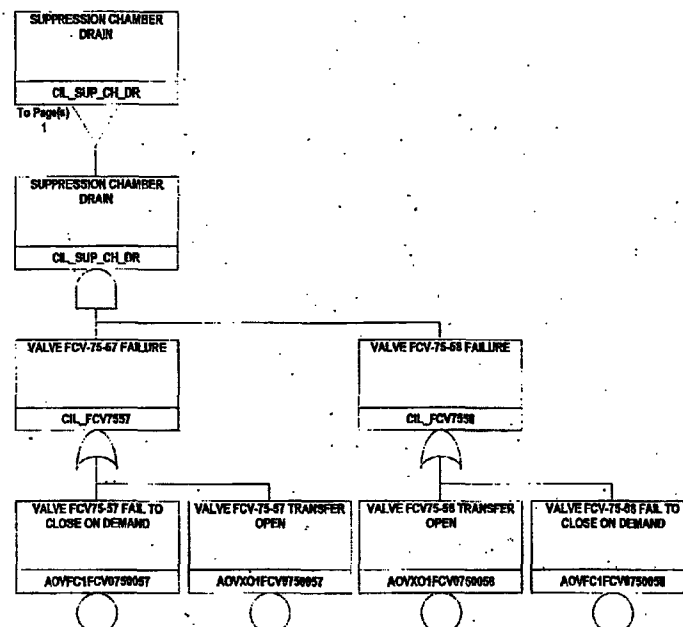 SUPPRESSION CHAMBER
DRAIN
CIL_SUP_CH_DR
To Page(s)
1
SUPPRESSION CHAMBER
DRAIN
CIL_SUP_CH_DR
VALVE FCV-75-57 FAILURE
VALVE FCV-75-58 FAILURE
CIL_FCV7557
CIL_FCV7558
VALVE FCV75-57 FAIL TO
CLOSE ON DEMAND
VALVE FCV-75-57 TRANSFER
OPEN
VALVE FCV75-58 TRANSFER
OPEN
VALVE FCV-75-58 FAIL TO
CLOSE ON DEMAND
AOVFC1FCV0750057
AOVXO1FCV0750057
AOVXO1FCV0750058
AOVFC1FCV0750058